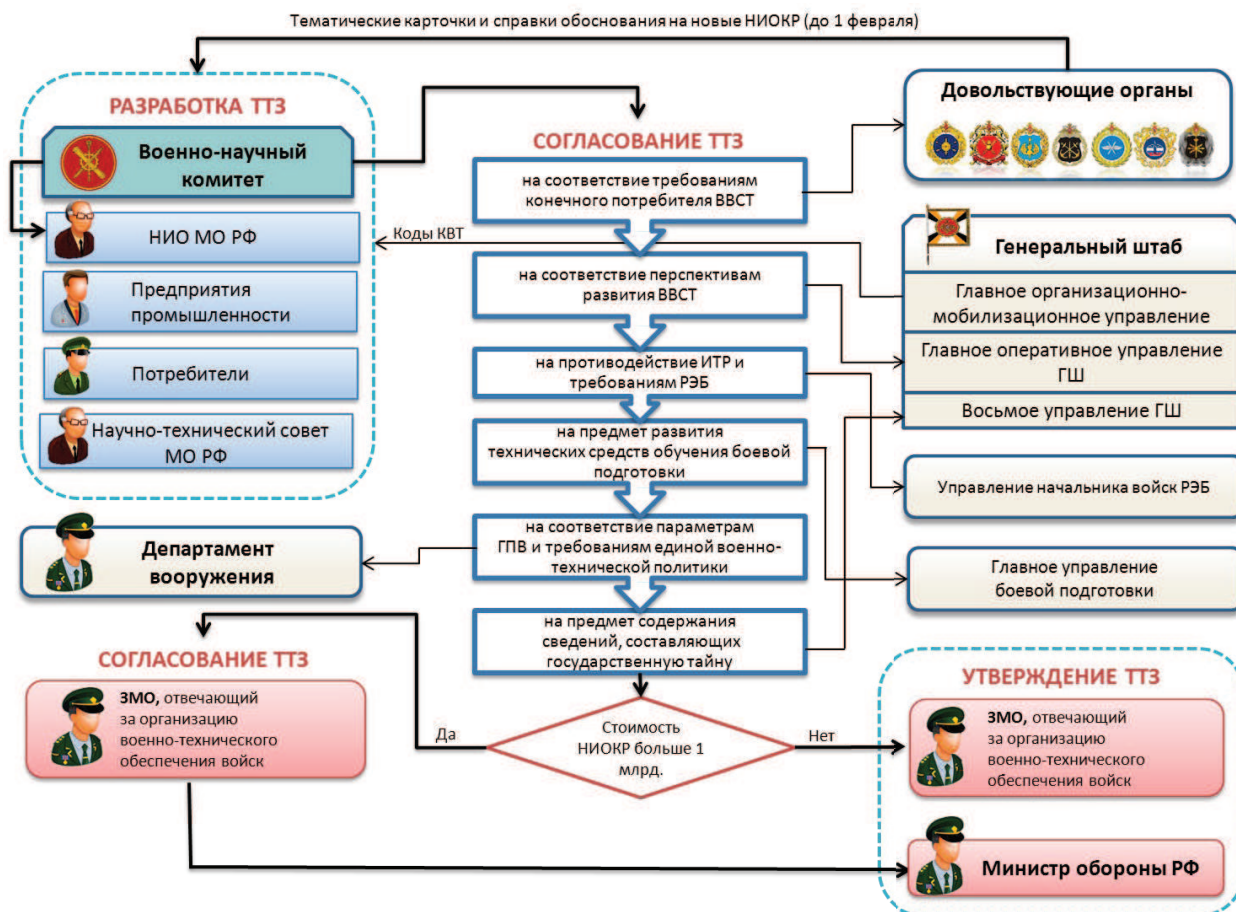 Тематические карточки и справки обоснования на новые НИОКР (до 1 февраля)
РАЗРАБОТКА ТТЗ
Военно-научный
комитет
НИО МО РФ
Предприятия
промышленности
Потребители
Научно-технический совет
МО РФ
Департамент
вооружения
СОГЛАСОВАНИЕ ТТЗ
на соответствие требованиям
конечного потребителя ВВСТ
Коды КВТ
на соответствие перспективам
развития ВВСТ
на противодействие ИТР и
требованиям РЭБ
на предмет развития
технических средств обучения боевой
подготовки
на соответствие параметрам
ГПВ и требованиям единой военно-
технической политики
на предмет содержания
сведений, составляющих
государственную тайну
Довольствующие органы
Генеральный штаб
Главное организационно-
мобилизационное управление
Главное оперативное управление
ГШ
Восьмое управление ГШ
Управление начальника войск РЭБ
Главное управление
боевой подготовки
Стоимость
НИОКР больше 1
млрд.
Да
Нет
СОГЛАСОВАНИЕ ТТЗ
ЗМО, отвечающий
за организацию
военно-технического
обеспечения войск
УТВЕРЖДЕНИЕ ТТЗ
ЗМО, отвечающий
за организацию
военно-технического
обеспечения войск
Министр обороны РФ